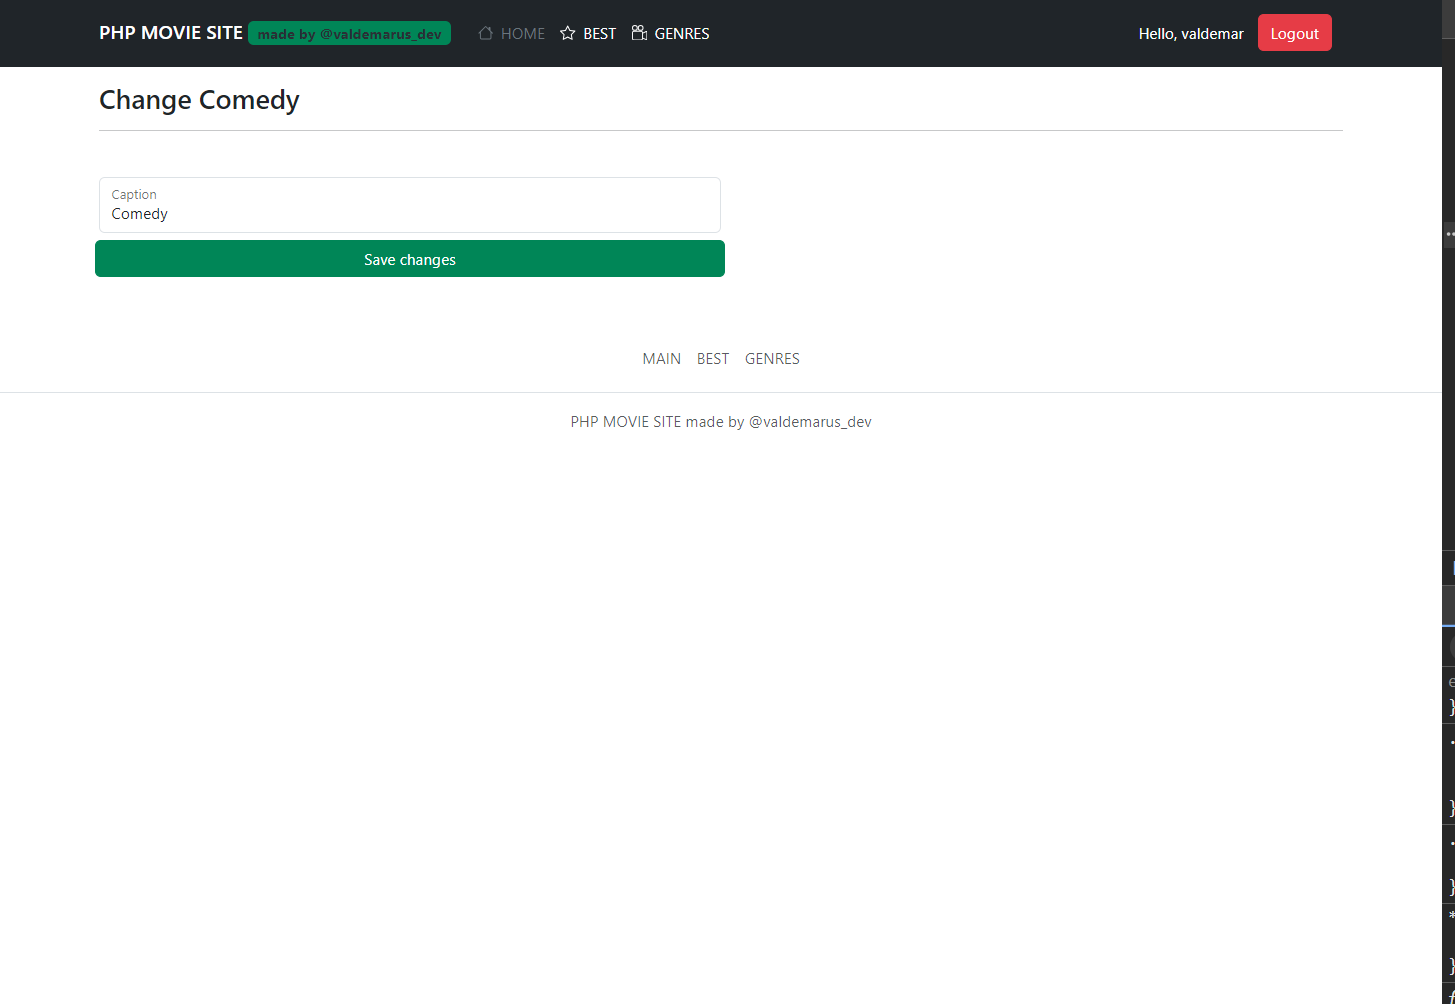 PHP MOVIE SITE made by @valdemarus_dev HOME BEST GENRES Hello, valdemar Logout
Change Comedy
Caption
Comedy
Save changes
MAIN BEST GENRES
PHP MOVIE SITE made by @valdemarus_dev